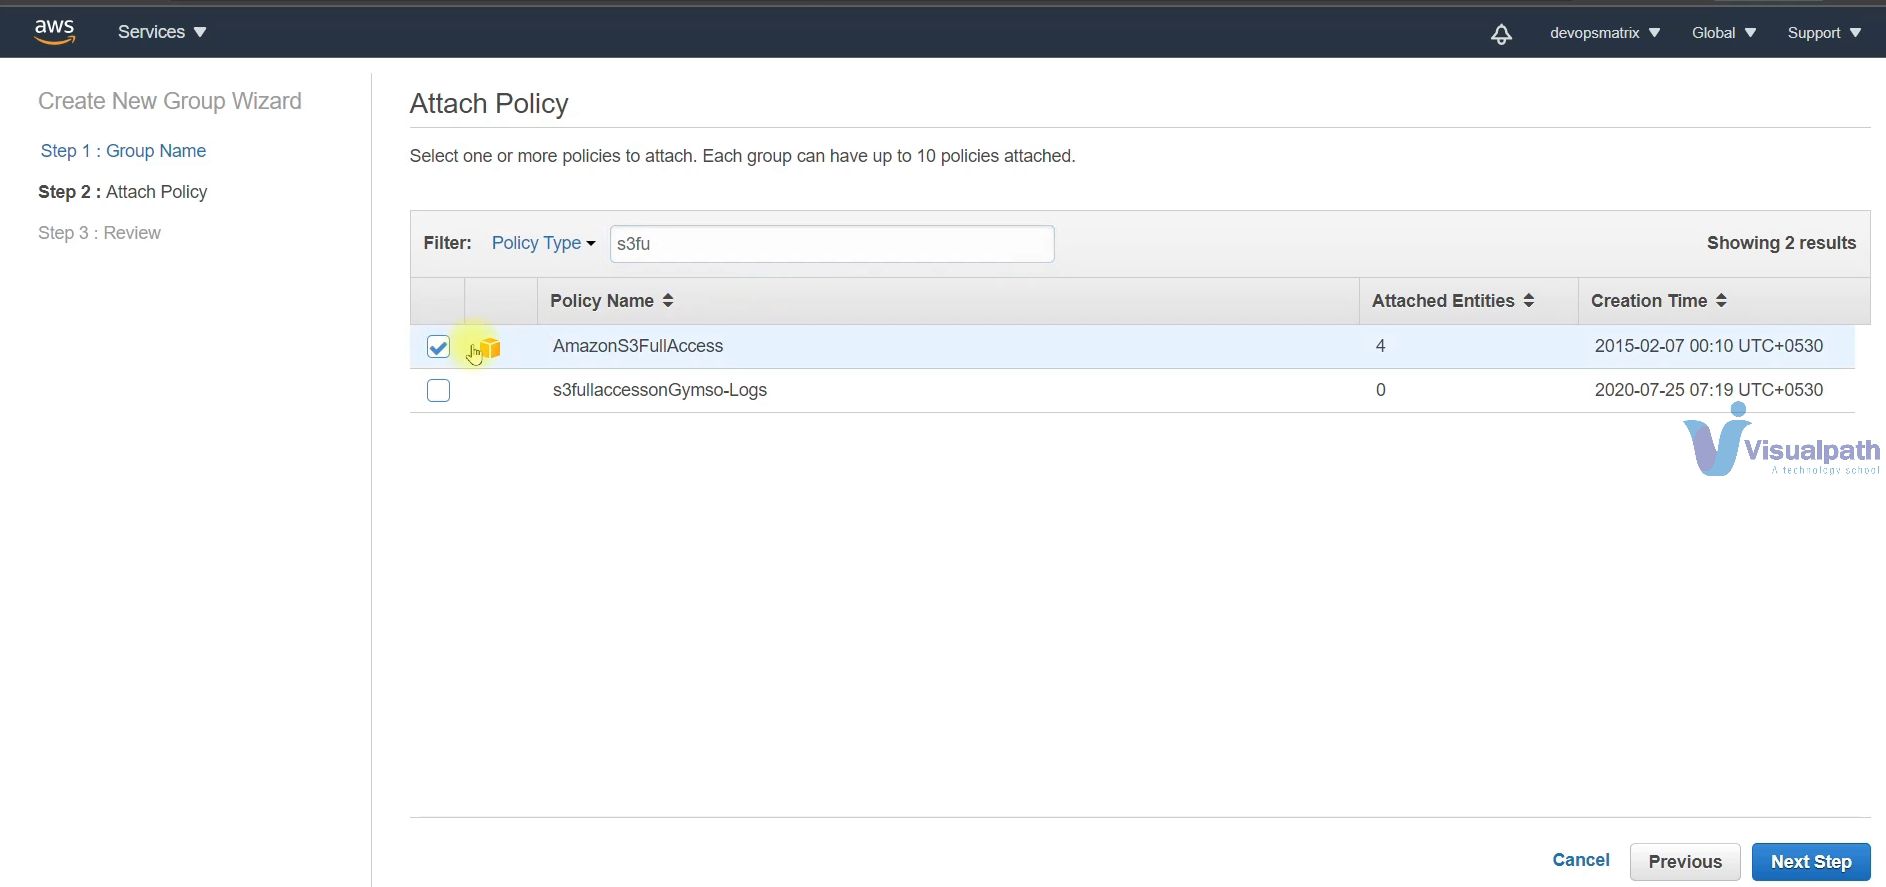 aws
Services
devopsmatrix
Global
Support
Create New Group Wizard
Step 1 : Group Name
Step 2 : Attach Policy
Step 3 : Review
Attach Policy
Select one or more policies to attach. Each group can have up to 10 policies attached.
Filter: Policy Type s3fu Showing 2 results
Policy Name Attached Entities Creation Time
AmazonS3FullAccess 4 2015-02-07 00:10 UTC+0530
s3fullaccessonGymso-Logs 0 2020-07-25 07:19 UTC+0530
Visualpath
A technology school
Cancel Previous Next Step